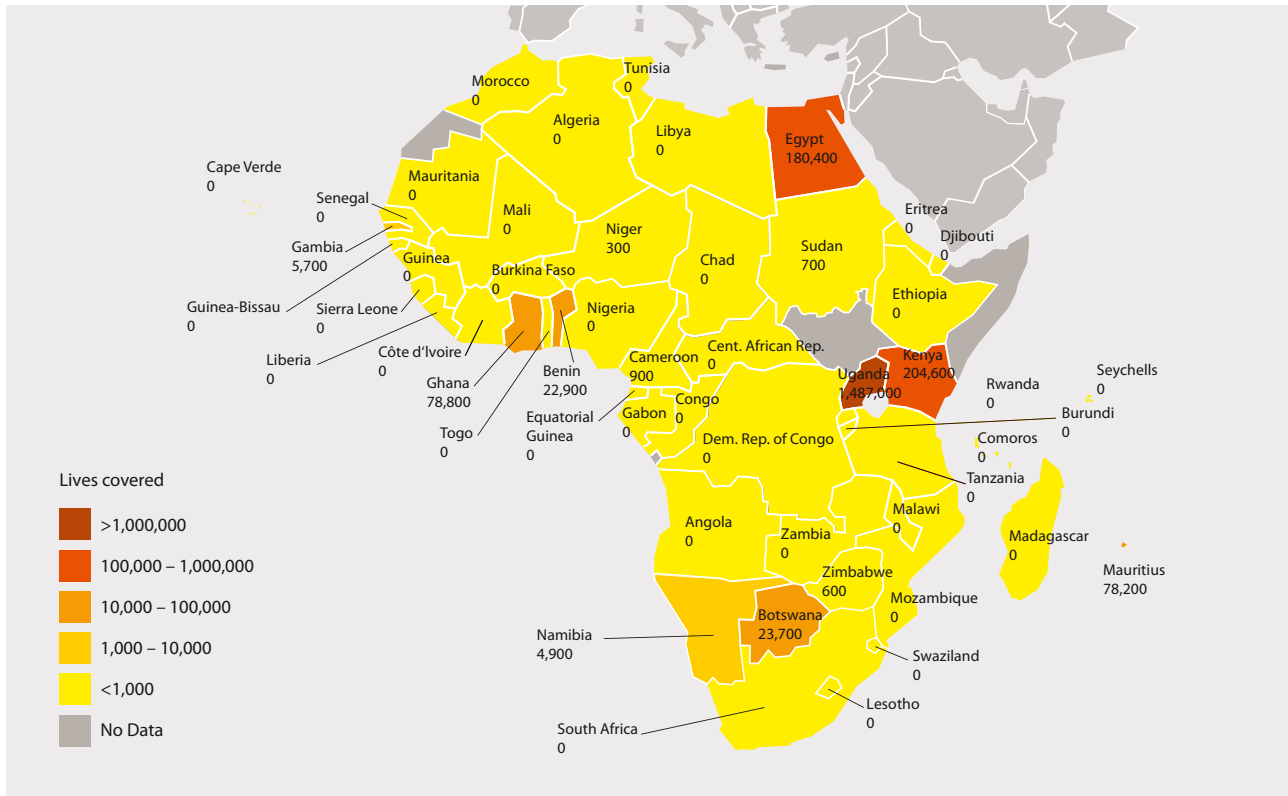 Tunisia
0
Morocco
0
Algeria
0
Libya
0
Egypt
180,400
Cape Verde
0
Mauritania
0
Senegal
0
Mali
0
Niger
300
Chad
0
Sudan
700
Eritrea
0
Djibouti
0
Gambia
5,700
Guinea
0
Burkina Faso
0
Guinea-Bissau
0
Sierra Leone
0
Nigeria
0
Ethiopia
0
Liberia
0
Côte d'Ivoire
0
Ghana
78,800
Benin
22,900
Togo
0
Cameroon
900
Cent. African Rep.
0
Equatorial
Guinea
0
Gabon
0
Congo
0
Dem. Rep. of Congo
0
Uganda
1,487,000
Kenya
204,600
Rwanda
0
Seychells
0
Burundi
0
Comoros
0
Tanzania
0
Angola
0
Zambia
0
Malawi
0
Madagascar
0
Mauritius
78,200
Zimbabwe
600
Mozambique
0
Botswana
23,700
Namibia
4,900
Swaziland
0
Lesotho
0
South Africa
0
Lives covered
>1,000,000
100,000 – 1,000,000
10,000 – 100,000
1,000 – 10,000
<1,000
No Data